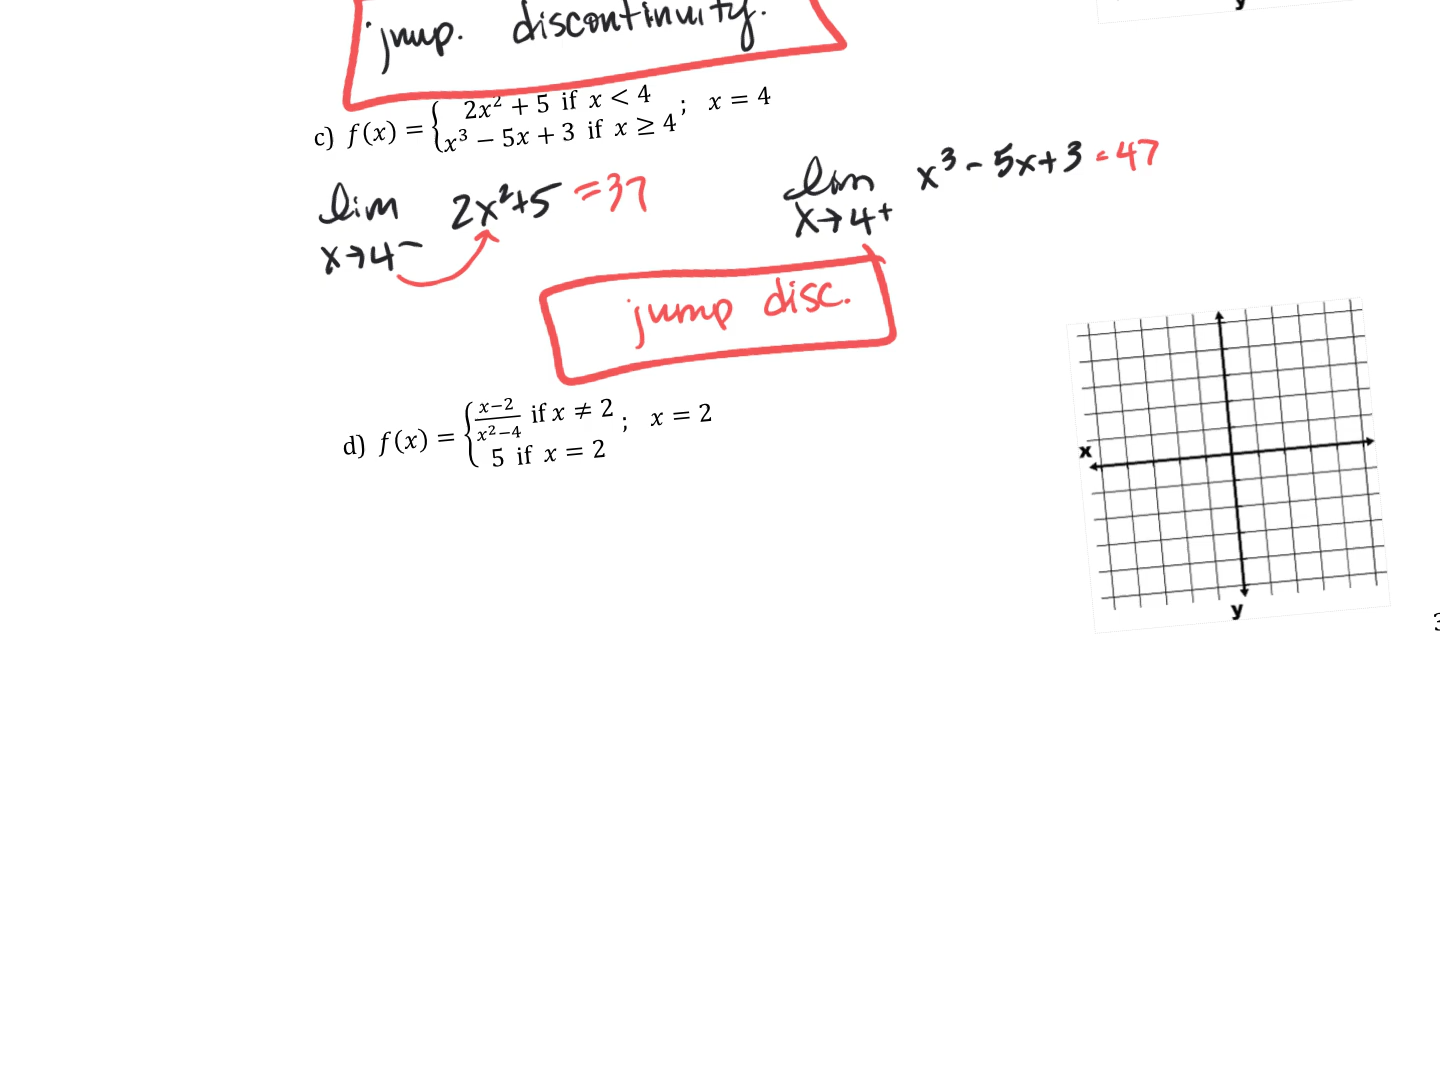 jump. discontinuity.
c) f(x) = { 2x² + 5 if x < 4 ; x = 4
x³ − 5x + 3 if x ≥ 4
lim x→4⁻ 2x²+5 = 37
lim x→4+ x³ - 5x+3 = 47
jump disc.
d) f(x) = { x−2 / x²−4 if x ≠ 2 ; x = 2
5 if x = 2
x
y